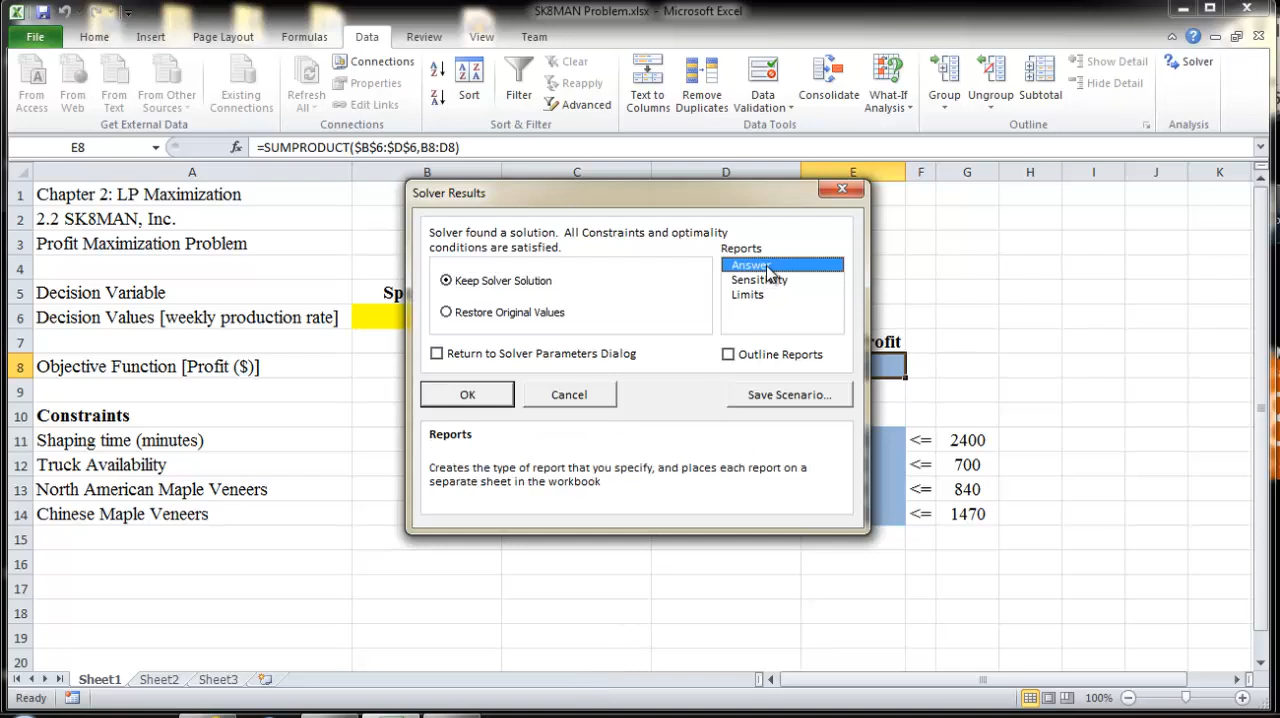 SK8MAN Problem.xlsx - Microsoft Excel
File Home Insert Page Layout Formulas Data Review View Team
From Access
From Web
From Text
From Other Sources
Existing Connections
Get External Data
Refresh All
Connections
Properties
Edit Links
Connections
Sort
Filter
Clear
Reapply
Advanced
Sort & Filter
Text to Columns
Remove Duplicates
Data Validation
Consolidate
What-If Analysis
Data Tools
Group
Ungroup
Subtotal
Show Detail
Hide Detail
Outline
Solver
Analysis
E8 fx =SUMPRODUCT($B$6:$D$6,B8:D8)
A B C D E F G H I J K
1 Chapter 2: LP Maximization
2 2.2 SK8MAN, Inc.
3 Profit Maximization Problem
4
5 Decision Variable Sp
6 Decision Values [weekly production rate]
7 ofit
8 Objective Function [Profit ($)]
9
10 Constraints
11 Shaping time (minutes) <= 2400
12 Truck Availability <= 700
13 North American Maple Veneers <= 840
14 Chinese Maple Veneers <= 1470
15
16
17
18
19
20
Solver Results
Solver found a solution. All Constraints and optimality
conditions are satisfied.
Reports
Answer
Sensitivity
Limits
Keep Solver Solution
Restore Original Values
Return to Solver Parameters Dialog
Outline Reports
OK Cancel Save Scenario...
Reports
Creates the type of report that you specify, and places each report on a
separate sheet in the workbook
Sheet1 Sheet2 Sheet3
Ready 100%